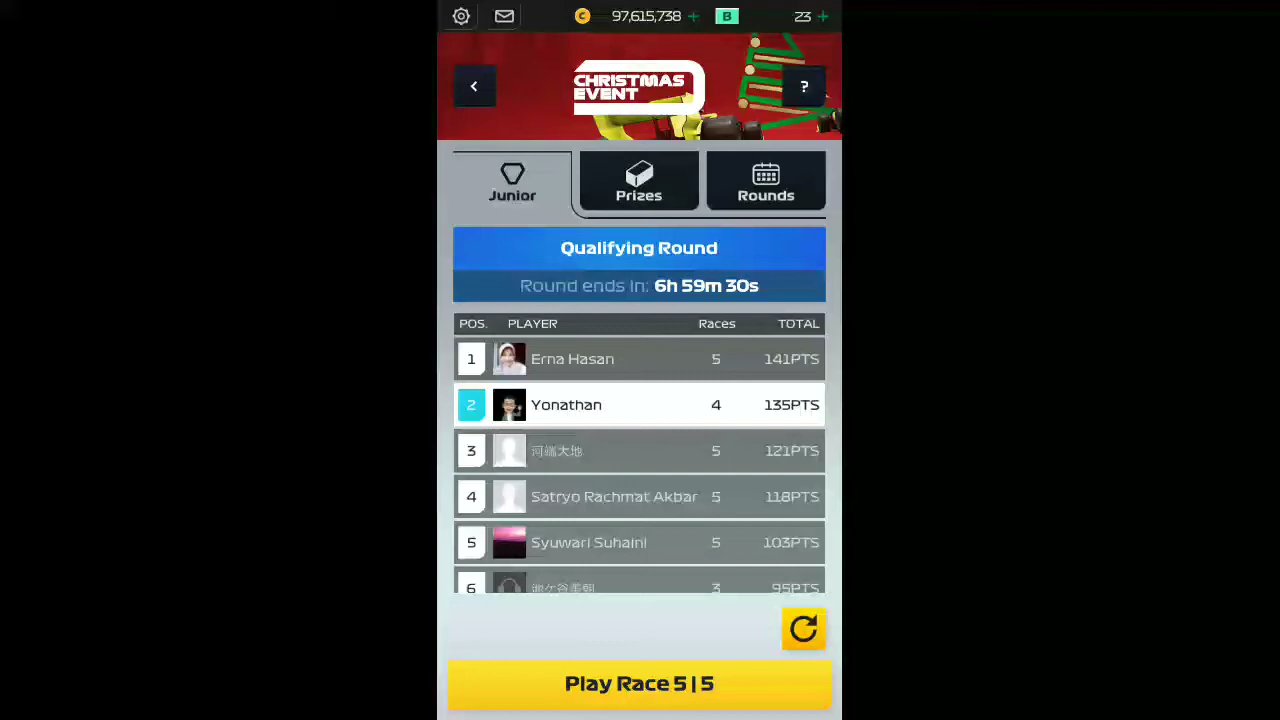 97,615,738 + B 23 +
CHRISTMAS
EVENT
< ?
Junior Prizes Rounds
Qualifying Round
Round ends in: 6h 59m 30s
POS. PLAYER Races TOTAL
1 Erna Hasan 5 141PTS
2 Yonathan 4 135PTS
3 河端大地 5 121PTS
4 Satryo Rachmat Akbar 5 118PTS
5 Syuwari Suhaini 5 103PTS
6 3 95PTS
Play Race 5 | 5